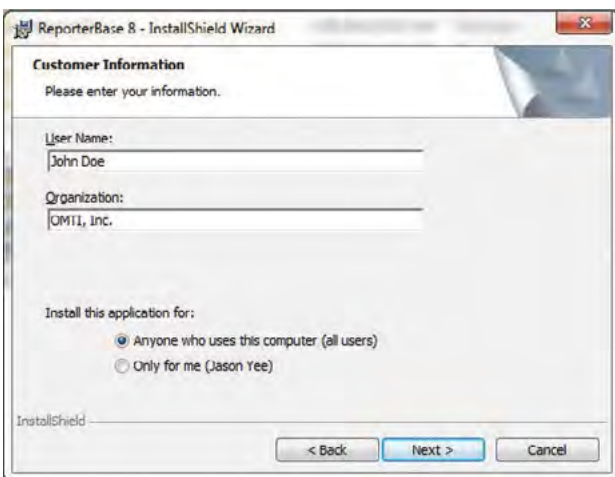 ReporterBase 8 - InstallShield Wizard
Customer Information
Please enter your information.
User Name:
John Doe
Organization:
OMTI, Inc.
Install this application for:
Anyone who uses this computer (all users)
Only for me (Jason Yee)
InstallShield
< Back Next > Cancel